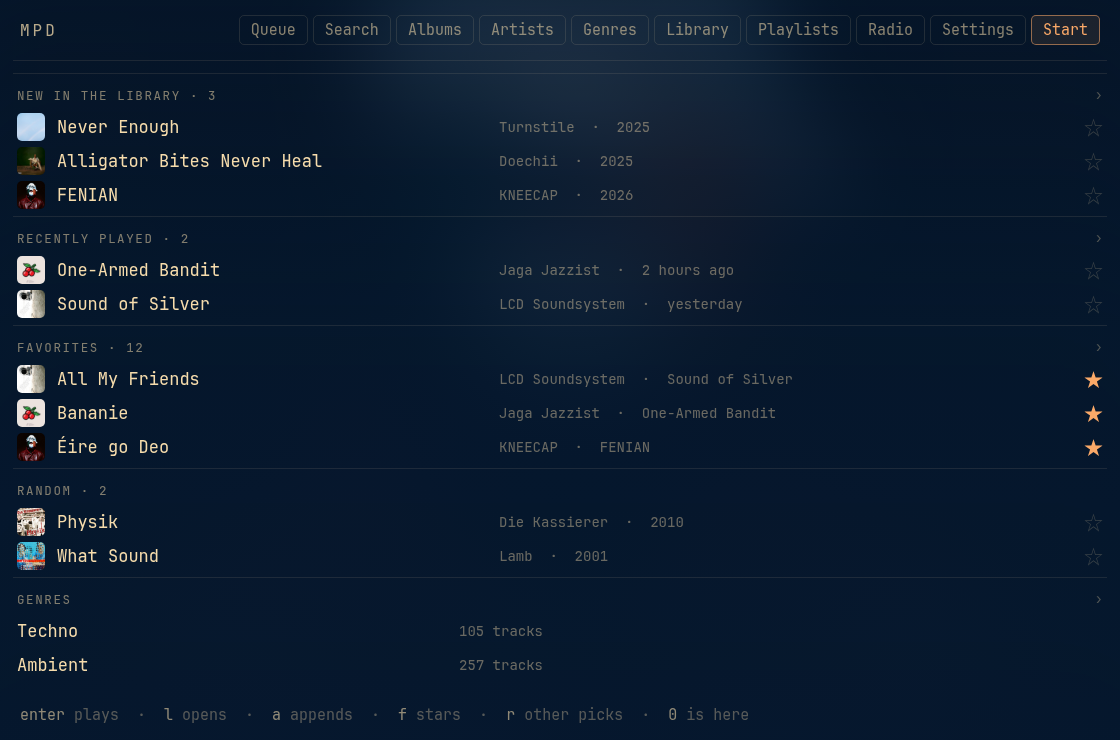 MPD Queue Search Albums Artists Genres Library Playlists Radio Settings Start
NEW IN THE LIBRARY · 3 ›
Never Enough Turnstile · 2025 ☆
Alligator Bites Never Heal Doechii · 2025 ☆
FENIAN KNEECAP · 2026 ☆
RECENTLY PLAYED · 2 ›
One-Armed Bandit Jaga Jazzist · 2 hours ago ☆
Sound of Silver LCD Soundsystem · yesterday ☆
FAVORITES · 12 ›
All My Friends LCD Soundsystem · Sound of Silver ★
Bananie Jaga Jazzist · One-Armed Bandit ★
Éire go Deo KNEECAP · FENIAN ★
RANDOM · 2
Physik Die Kassierer · 2010 ☆
What Sound Lamb · 2001 ☆
GENRES ›
Techno 105 tracks
Ambient 257 tracks
enter plays · l opens · a appends · f stars · r other picks · 0 is here